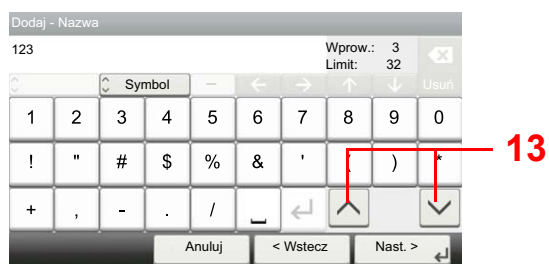 Dodaj - Nazwa
123 Wprow.: 3
Limit: 32
Symbol - Usuń
1 2 3 4 5 6 7 8 9 0
! " # $ % & ' ( ) *
+ , - . /
13
Anuluj < Wstecz Nast. >